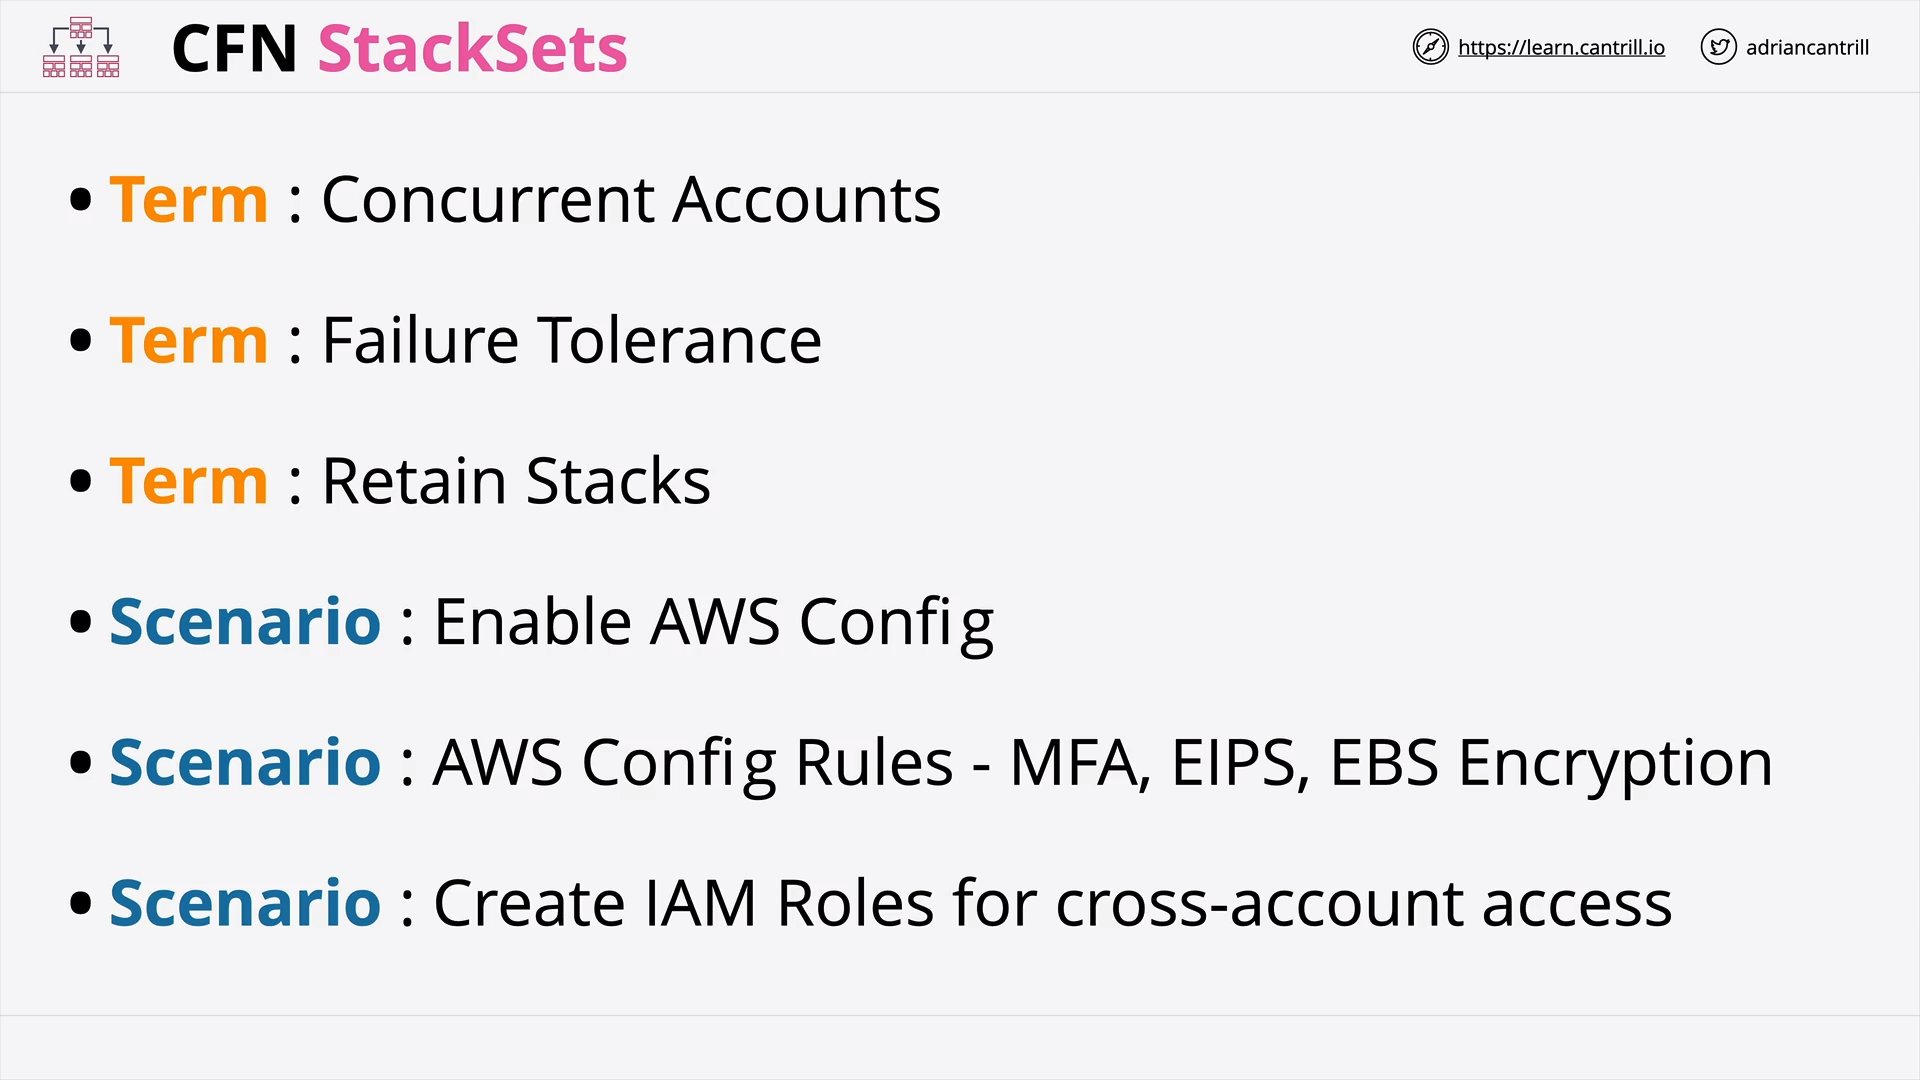 CFN StackSets
https://learn.cantrill.io
adriancantrill
• Term : Concurrent Accounts
• Term : Failure Tolerance
• Term : Retain Stacks
• Scenario : Enable AWS Config
• Scenario : AWS Config Rules - MFA, EIPS, EBS Encryption
• Scenario : Create IAM Roles for cross-account access